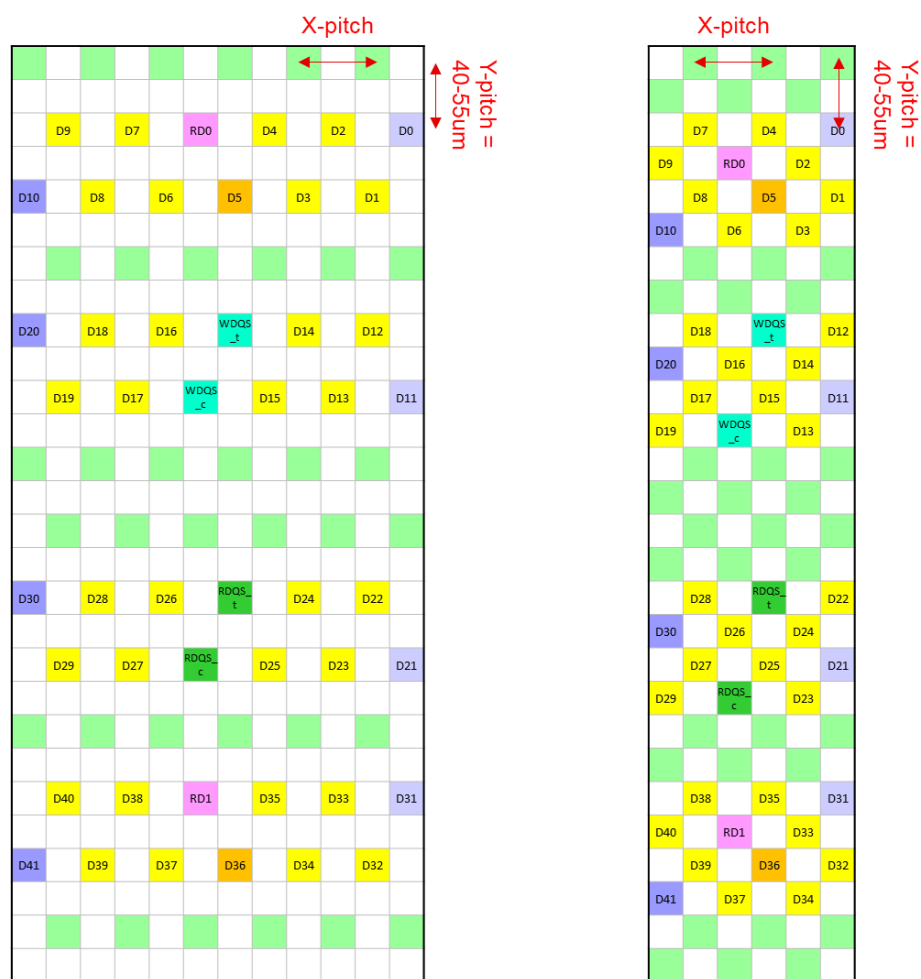 X-pitch
Y-pitch =
40-55um
D9 D7 RD0 D4 D2 D0
D10 D8 D6 D5 D3 D1
D20 D18 D16 WDQS
_t D14 D12
D19 D17 WDQS
_c D15 D13 D11
D30 D28 D26 RDQS_
t D24 D22
D29 D27 RDQS_
c D25 D23 D21
D40 D38 RD1 D35 D33 D31
D41 D39 D37 D36 D34 D32
X-pitch
Y-pitch =
40-55um
D7 D4 D0
D9 RD0 D2
D8 D5 D1
D10 D6 D3
D18 WDQS
_t D12
D20 D16 D14
D17 D15 D11
D19 WDQS
_c D13
D28 RDQS_
t D22
D30 D26 D24
D27 D25 D21
D29 RDQS_
c D23
D38 D35 D31
D40 RD1 D33
D39 D36 D32
D41 D37 D34